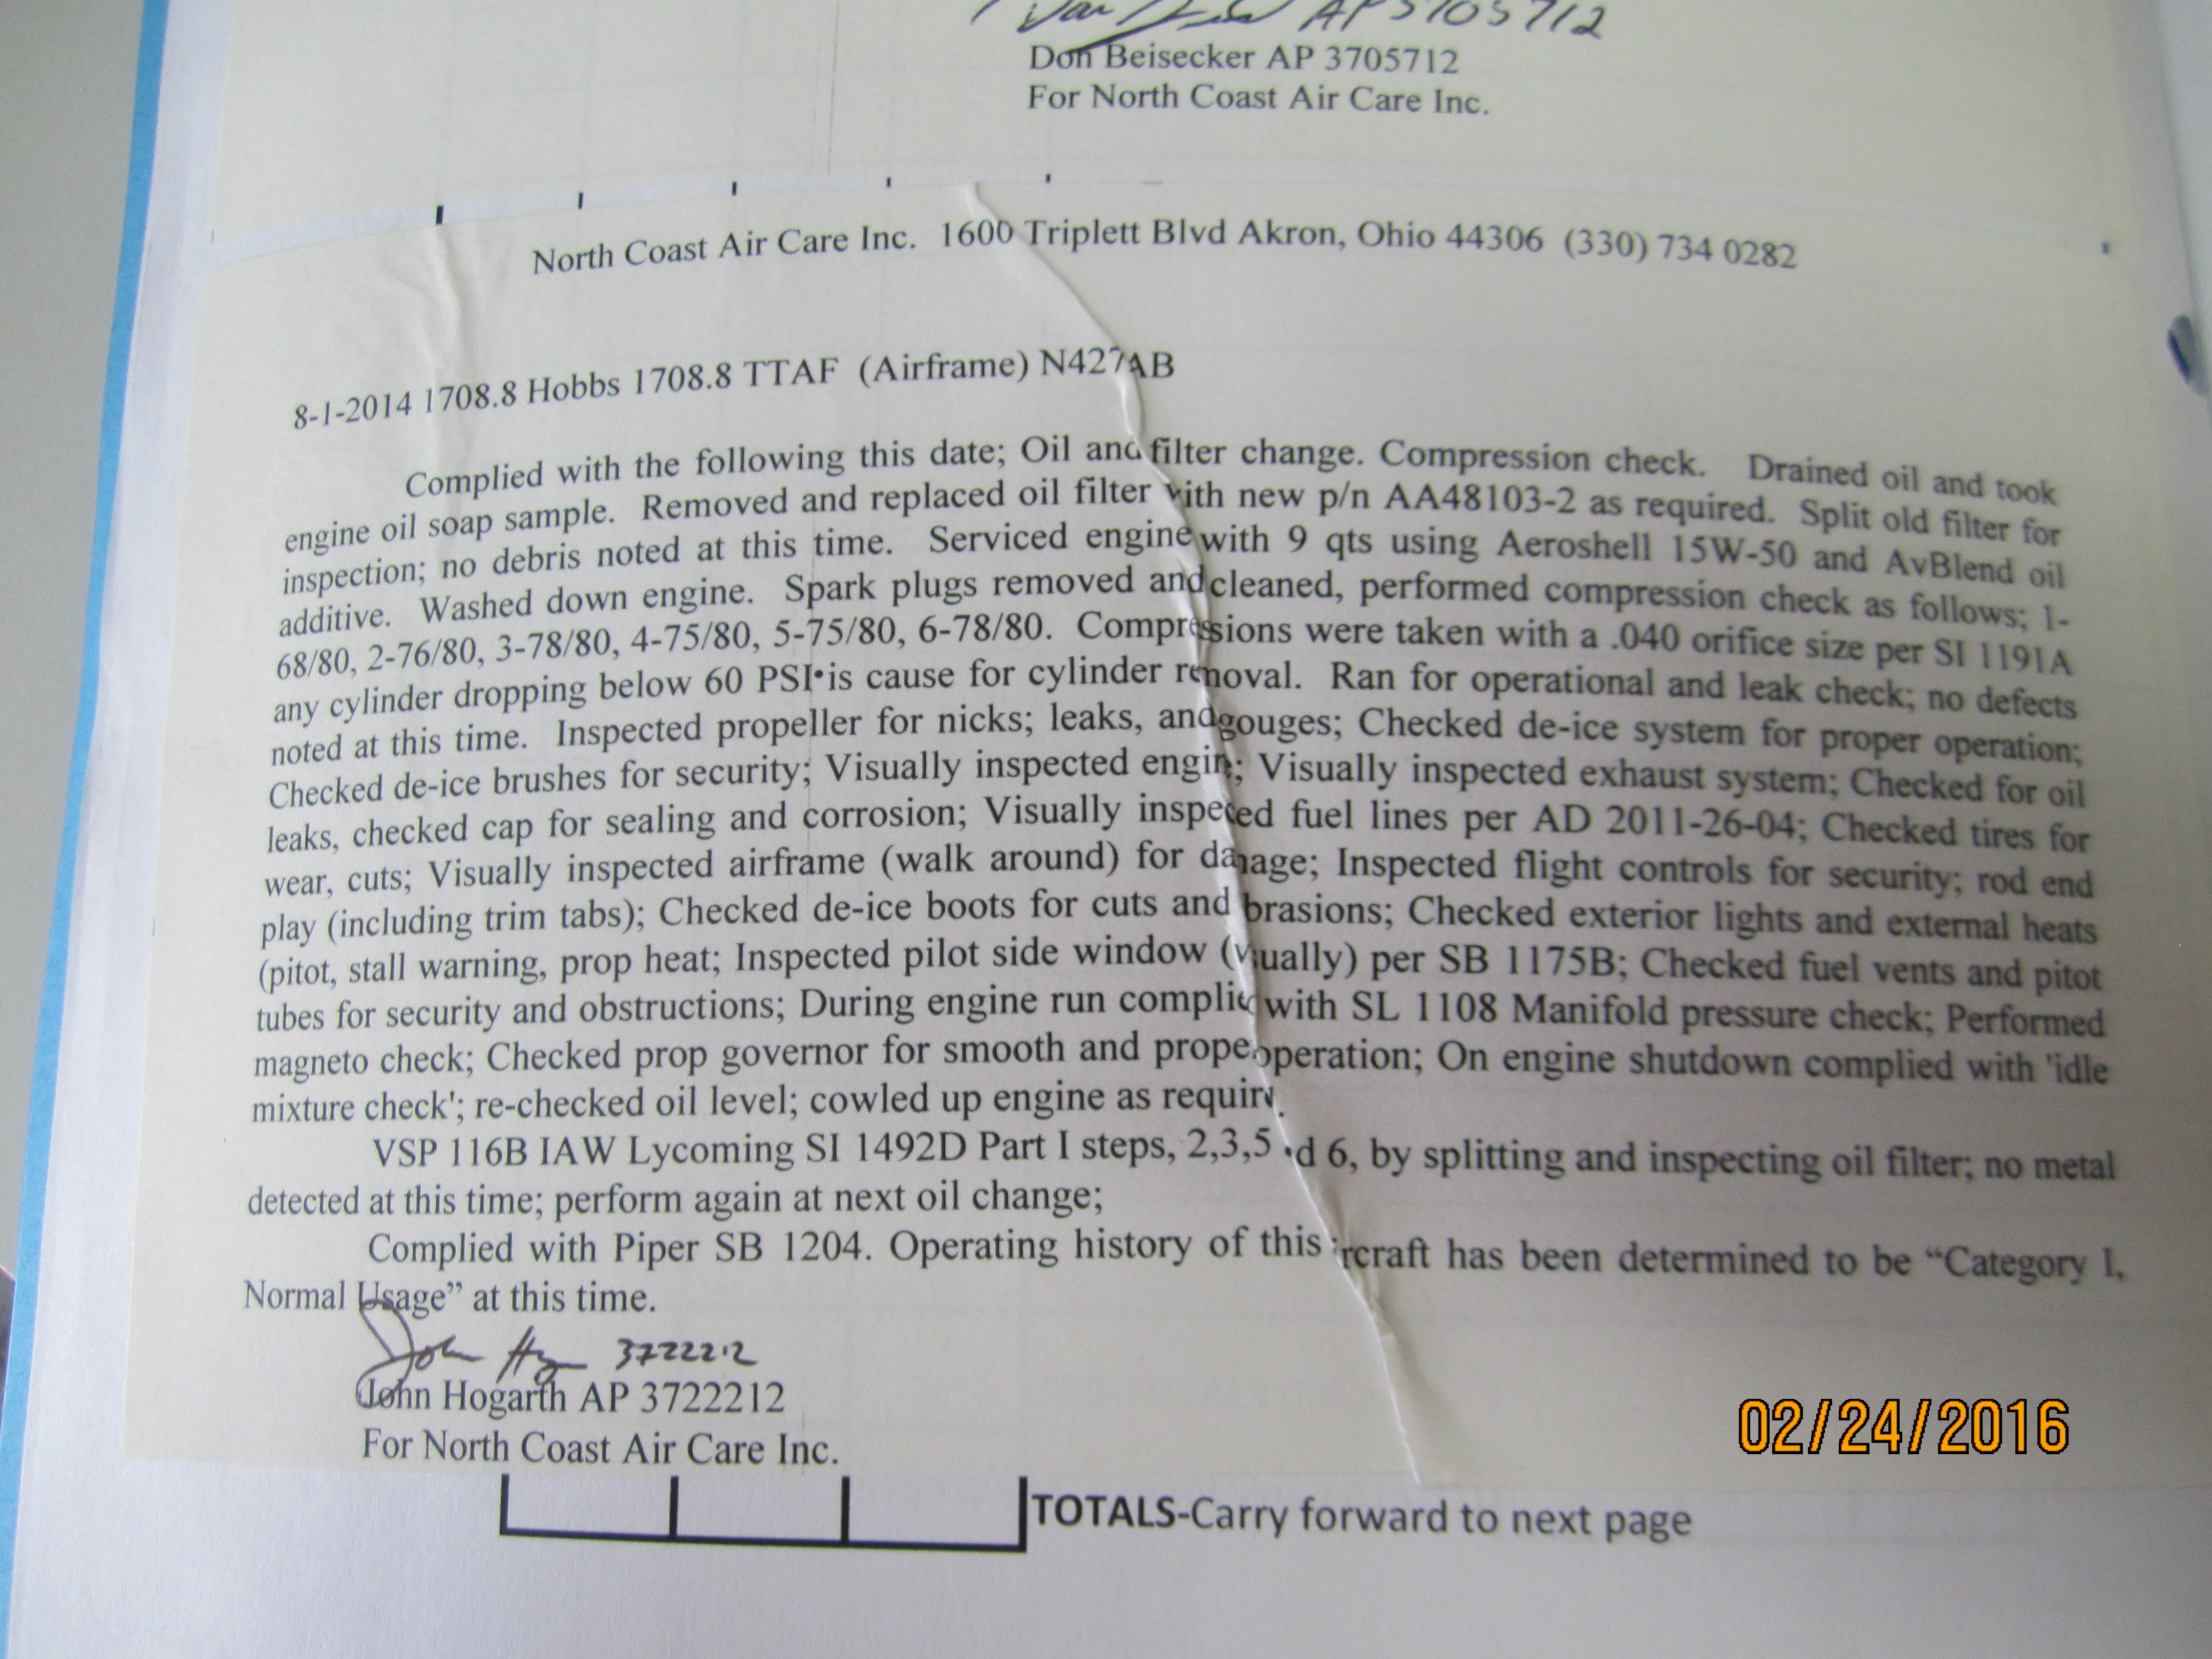 AP 3705712
Don Beisecker AP 3705712
For North Coast Air Care Inc.
North Coast Air Care Inc. 1600 Triplett Blvd Akron, Ohio 44306 (330) 734 0282
8-1-2014 1708.8 Hobbs 1708.8 TTAF (Airframe) N427AB
Complied with the following this date; Oil and filter change. Compression check. Drained oil and took
engine oil soap sample. Removed and replaced oil filter with new p/n AA48103-2 as required. Split old filter for
inspection; no debris noted at this time. Serviced engine with 9 qts using Aeroshell 15W-50 and AvBlend oil
additive. Washed down engine. Spark plugs removed and cleaned, performed compression check as follows; 1-
68/80, 2-76/80, 3-78/80, 4-75/80, 5-75/80, 6-78/80. Compressions were taken with a .040 orifice size per SI 1191A
any cylinder dropping below 60 PSI is cause for cylinder removal. Ran for operational and leak check; no defects
noted at this time. Inspected propeller for nicks; leaks, and gouges; Checked de-ice system for proper operation;
Checked de-ice brushes for security; Visually inspected engin; Visually inspected exhaust system; Checked for oil
leaks, checked cap for sealing and corrosion; Visually inspected fuel lines per AD 2011-26-04; Checked tires for
wear, cuts; Visually inspected airframe (walk around) for damage; Inspected flight controls for security; rod end
play (including trim tabs); Checked de-ice boots for cuts and brasions; Checked exterior lights and external heats
(pitot, stall warning, prop heat; Inspected pilot side window (visually) per SB 1175B; Checked fuel vents and pitot
tubes for security and obstructions; During engine run complied with SL 1108 Manifold pressure check; Performed
magneto check; Checked prop governor for smooth and proper operation; On engine shutdown complied with 'idle
mixture check'; re-checked oil level; cowled up engine as requir.
VSP 116B IAW Lycoming SI 1492D Part I steps, 2,3,5 d 6, by splitting and inspecting oil filter; no metal
detected at this time; perform again at next oil change;
Complied with Piper SB 1204. Operating history of this ircraft has been determined to be “Category I,
Normal Usage” at this time.
John 3722212
John Hogarth AP 3722212
For North Coast Air Care Inc.
02/24/2016
TOTALS-Carry forward to next page